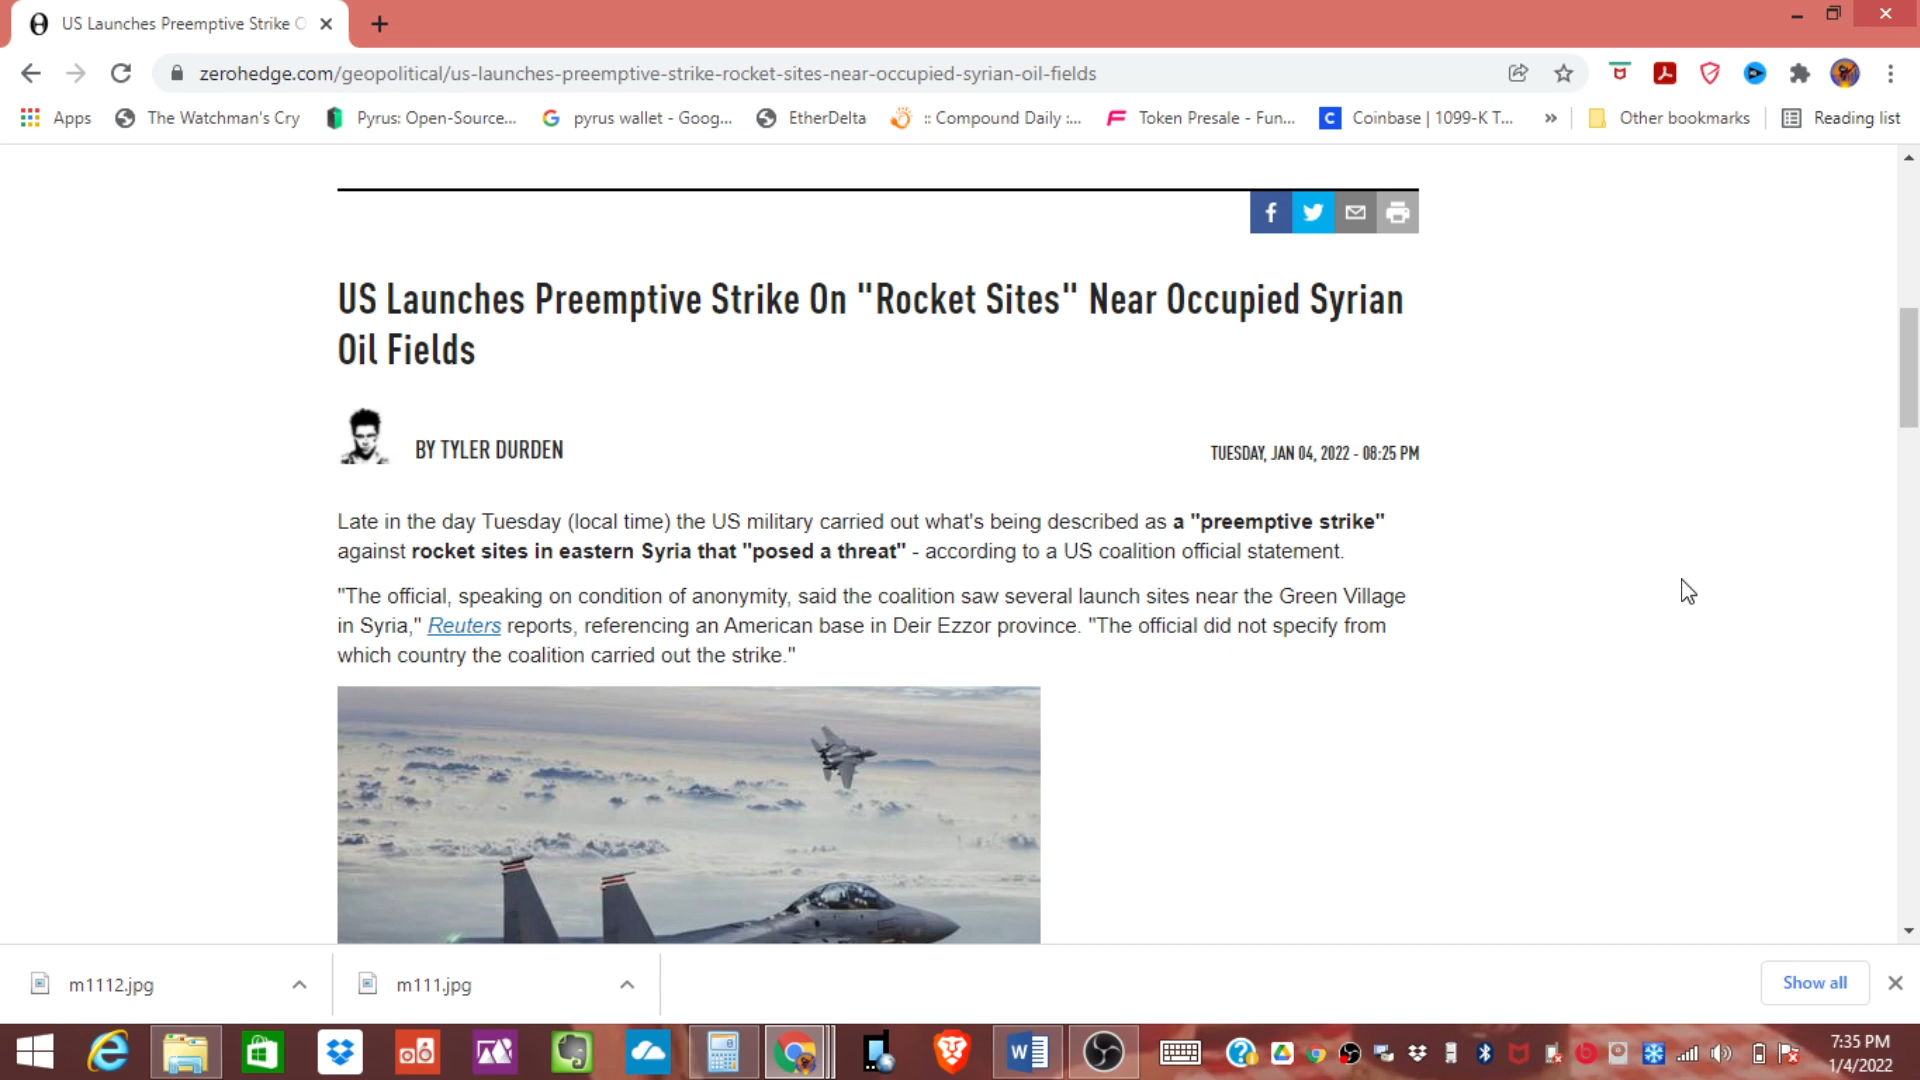 US Launches Preemptive Strike O
zerohedge.com/geopolitical/us-launches-preemptive-strike-rocket-sites-near-occupied-syrian-oil-fields
Apps The Watchman's Cry Pyrus: Open-Source... pyrus wallet - Goog... EtherDelta :: Compound Daily :... Token Presale - Fun... Coinbase | 1099-K T... » Other bookmarks Reading list
US Launches Preemptive Strike On "Rocket Sites" Near Occupied Syrian
Oil Fields
BY TYLER DURDEN
TUESDAY, JAN 04, 2022 - 08:25 PM
Late in the day Tuesday (local time) the US military carried out what's being described as a "preemptive strike"
against rocket sites in eastern Syria that "posed a threat" - according to a US coalition official statement.
"The official, speaking on condition of anonymity, said the coalition saw several launch sites near the Green Village
in Syria," Reuters reports, referencing an American base in Deir Ezzor province. "The official did not specify from
which country the coalition carried out the strike."
m1112.jpg m111.jpg Show all
7:35 PM
1/4/2022